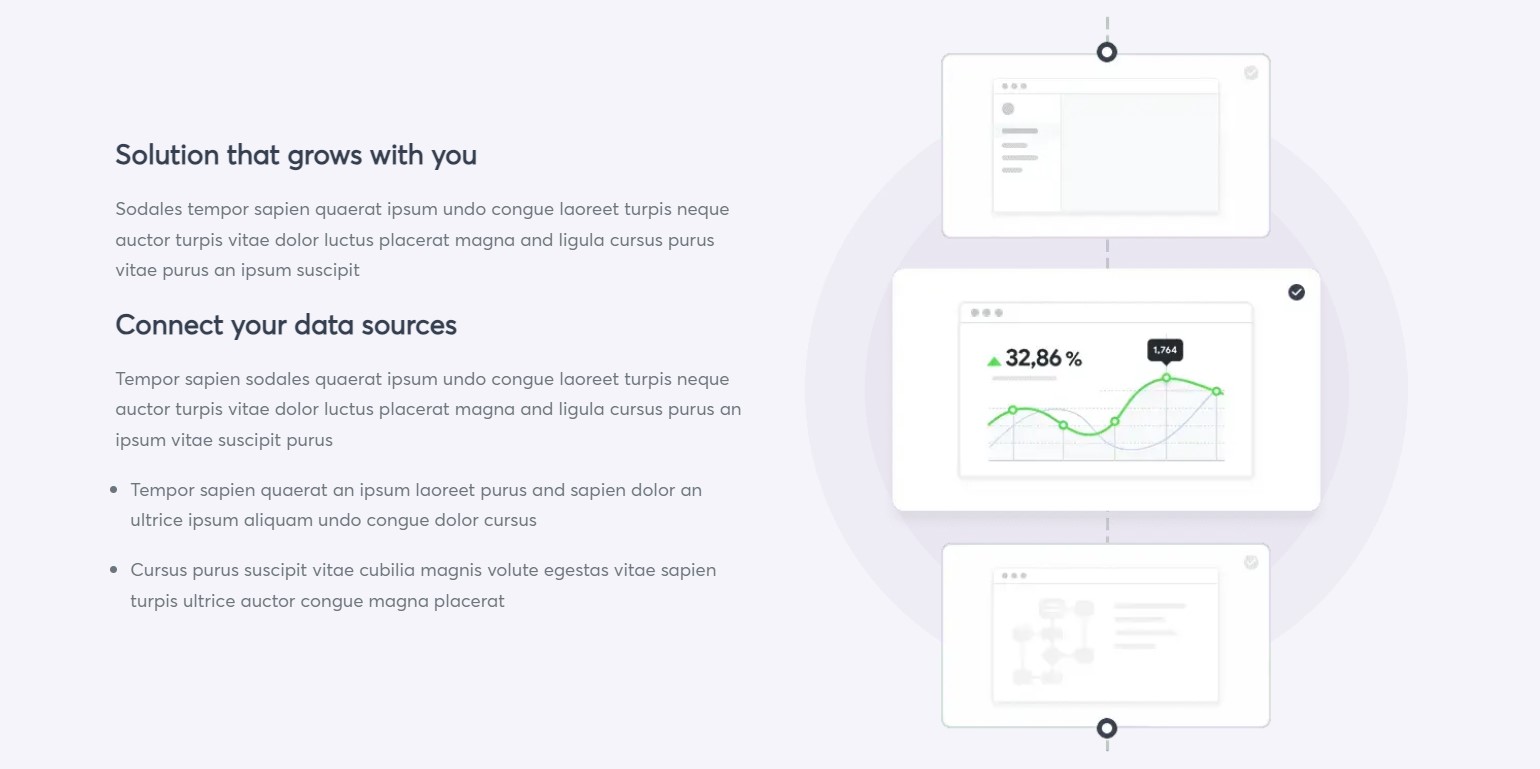 Solution that grows with you
Sodales tempor sapien quaerat ipsum undo congue laoreet turpis neque
auctor turpis vitae dolor luctus placerat magna and ligula cursus purus
vitae purus an ipsum suscipit
Connect your data sources
Tempor sapien sodales quaerat ipsum undo congue laoreet turpis neque
auctor turpis vitae dolor luctus placerat magna and ligula cursus purus an
ipsum vitae suscipit purus
Tempor sapien quaerat an ipsum laoreet purus and sapien dolor an
ultrice ipsum aliquam undo congue dolor cursus
Cursus purus suscipit vitae cubilia magnis volute egestas vitae sapien
turpis ultrice auctor congue magna placerat
32,86 %
1,764